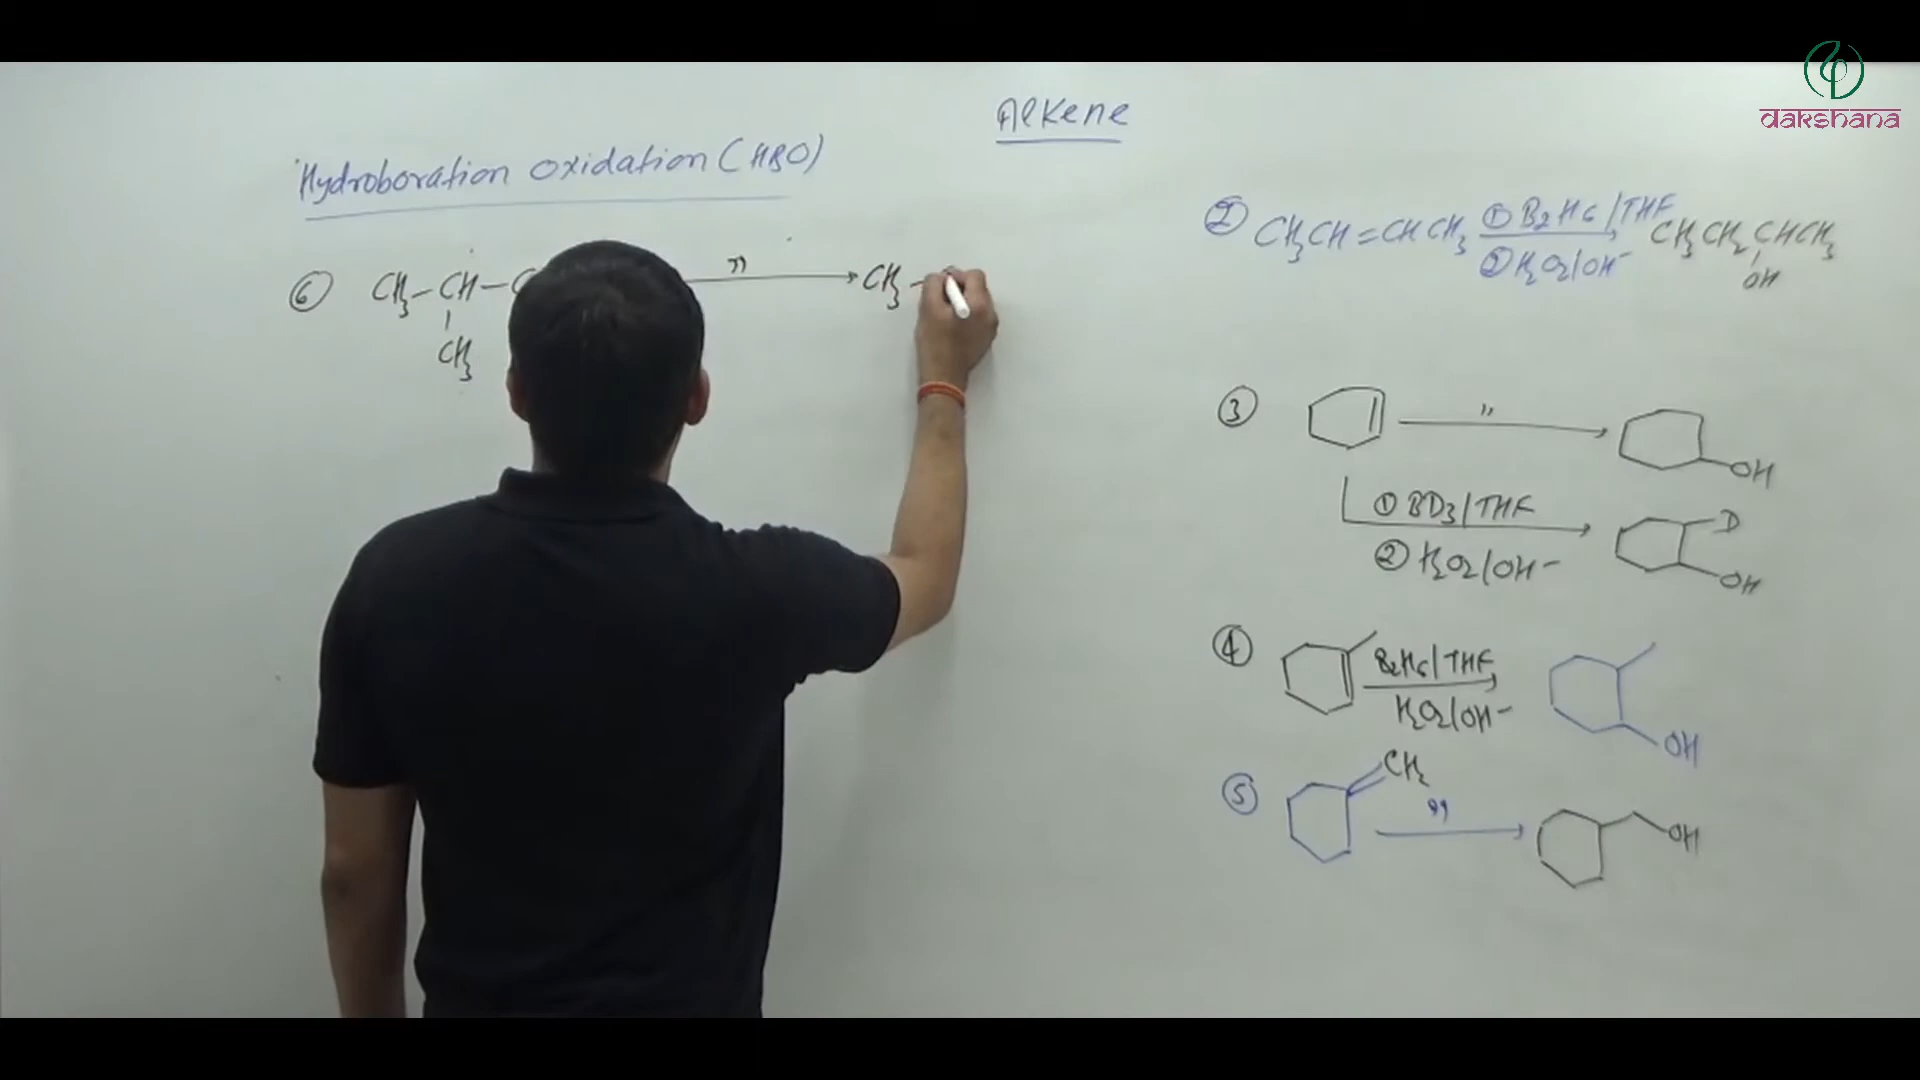 dakshana
Alkene
Hydroboration Oxidation (HBO)
② CH3CH=CHCH3 ① B2H6/THF ② H2O2/OH- CH3CH2CHCH3
OH
⑥ CH3-CH-C " CH3-
CH3
③ " OH
① BD3/THF D
② H2O2/OH- OH
④ B2H6/THF
H2O2/OH- OH
⑤ CH2 " OH